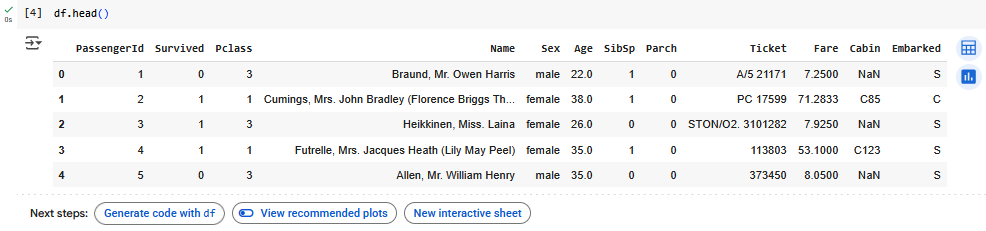 [4] df.head()
0s
PassengerId Survived Pclass Name Sex Age SibSp Parch Ticket Fare Cabin Embarked
0 1 0 3 Braund, Mr. Owen Harris male 22.0 1 0 A/5 21171 7.2500 NaN S
1 2 1 1 Cumings, Mrs. John Bradley (Florence Briggs Th... female 38.0 1 0 PC 17599 71.2833 C85 C
2 3 1 3 Heikkinen, Miss. Laina female 26.0 0 0 STON/O2. 3101282 7.9250 NaN S
3 4 1 1 Futrelle, Mrs. Jacques Heath (Lily May Peel) female 35.0 1 0 113803 53.1000 C123 S
4 5 0 3 Allen, Mr. William Henry male 35.0 0 0 373450 8.0500 NaN S
Next steps: Generate code with df View recommended plots New interactive sheet